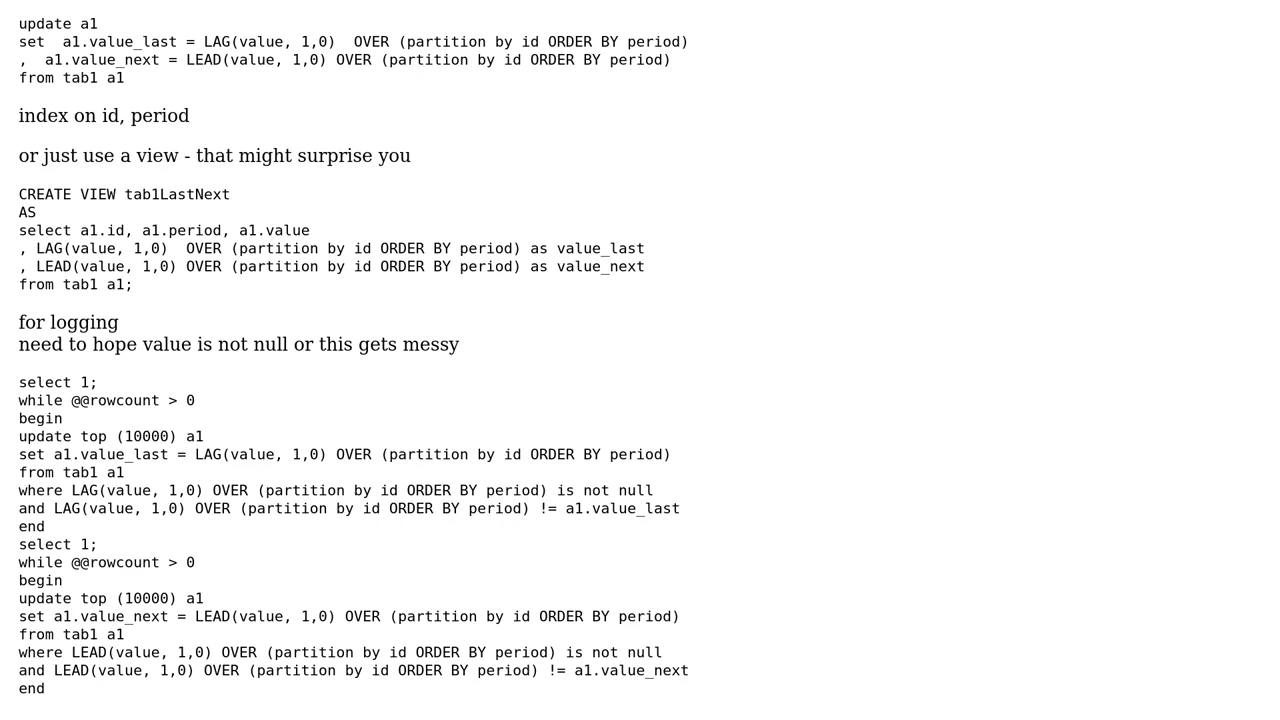 update a1
set  a1.value_last = LAG(value, 1,0)  OVER (partition by id ORDER BY period)
,  a1.value_next = LEAD(value, 1,0) OVER (partition by id ORDER BY period)
from tab1 a1
index on id, period
or just use a view - that might surprise you
CREATE VIEW tab1LastNext
AS
select a1.id, a1.period, a1.value
, LAG(value, 1,0)  OVER (partition by id ORDER BY period) as value_last
, LEAD(value, 1,0) OVER (partition by id ORDER BY period) as value_next
from tab1 a1;
for logging
need to hope value is not null or this gets messy
select 1;
while @@rowcount > 0
begin
update top (10000) a1
set a1.value_last = LAG(value, 1,0) OVER (partition by id ORDER BY period)
from tab1 a1
where LAG(value, 1,0) OVER (partition by id ORDER BY period) is not null
and LAG(value, 1,0) OVER (partition by id ORDER BY period) != a1.value_last
end
select 1;
while @@rowcount > 0
begin
update top (10000) a1
set a1.value_next = LEAD(value, 1,0) OVER (partition by id ORDER BY period)
from tab1 a1
where LEAD(value, 1,0) OVER (partition by id ORDER BY period) is not null
and LEAD(value, 1,0) OVER (partition by id ORDER BY period) != a1.value_next
end